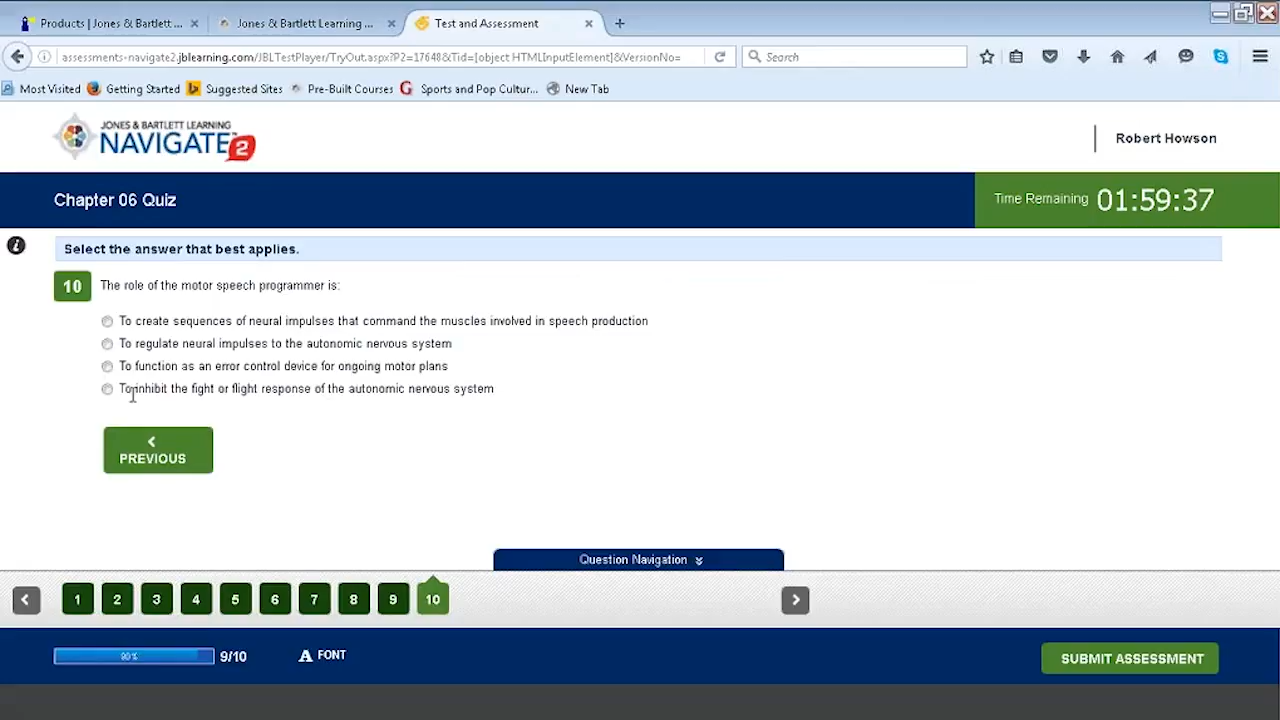 Products | Jones & Bartlett ...
Jones & Bartlett Learning ...
Test and Assessment
assessments-navigate2.jblearning.com/JBLTestPlayer/TryOut.aspx?P2=17648&Tid=[object HTMLInputElement]&VersionNo=
Search
Most Visited
Getting Started
Suggested Sites
Pre-Built Courses
Sports and Pop Cultur...
New Tab
JONES & BARTLETT LEARNING
NAVIGATE 2
Robert Howson
Chapter 06 Quiz
Time Remaining 01:59:37
Select the answer that best applies.
10 The role of the motor speech programmer is:
To create sequences of neural impulses that command the muscles involved in speech production
To regulate neural impulses to the autonomic nervous system
To function as an error control device for ongoing motor plans
To inhibit the fight or flight response of the autonomic nervous system
PREVIOUS
Question Navigation
1 2 3 4 5 6 7 8 9 10
90% 9/10 A FONT
SUBMIT ASSESSMENT